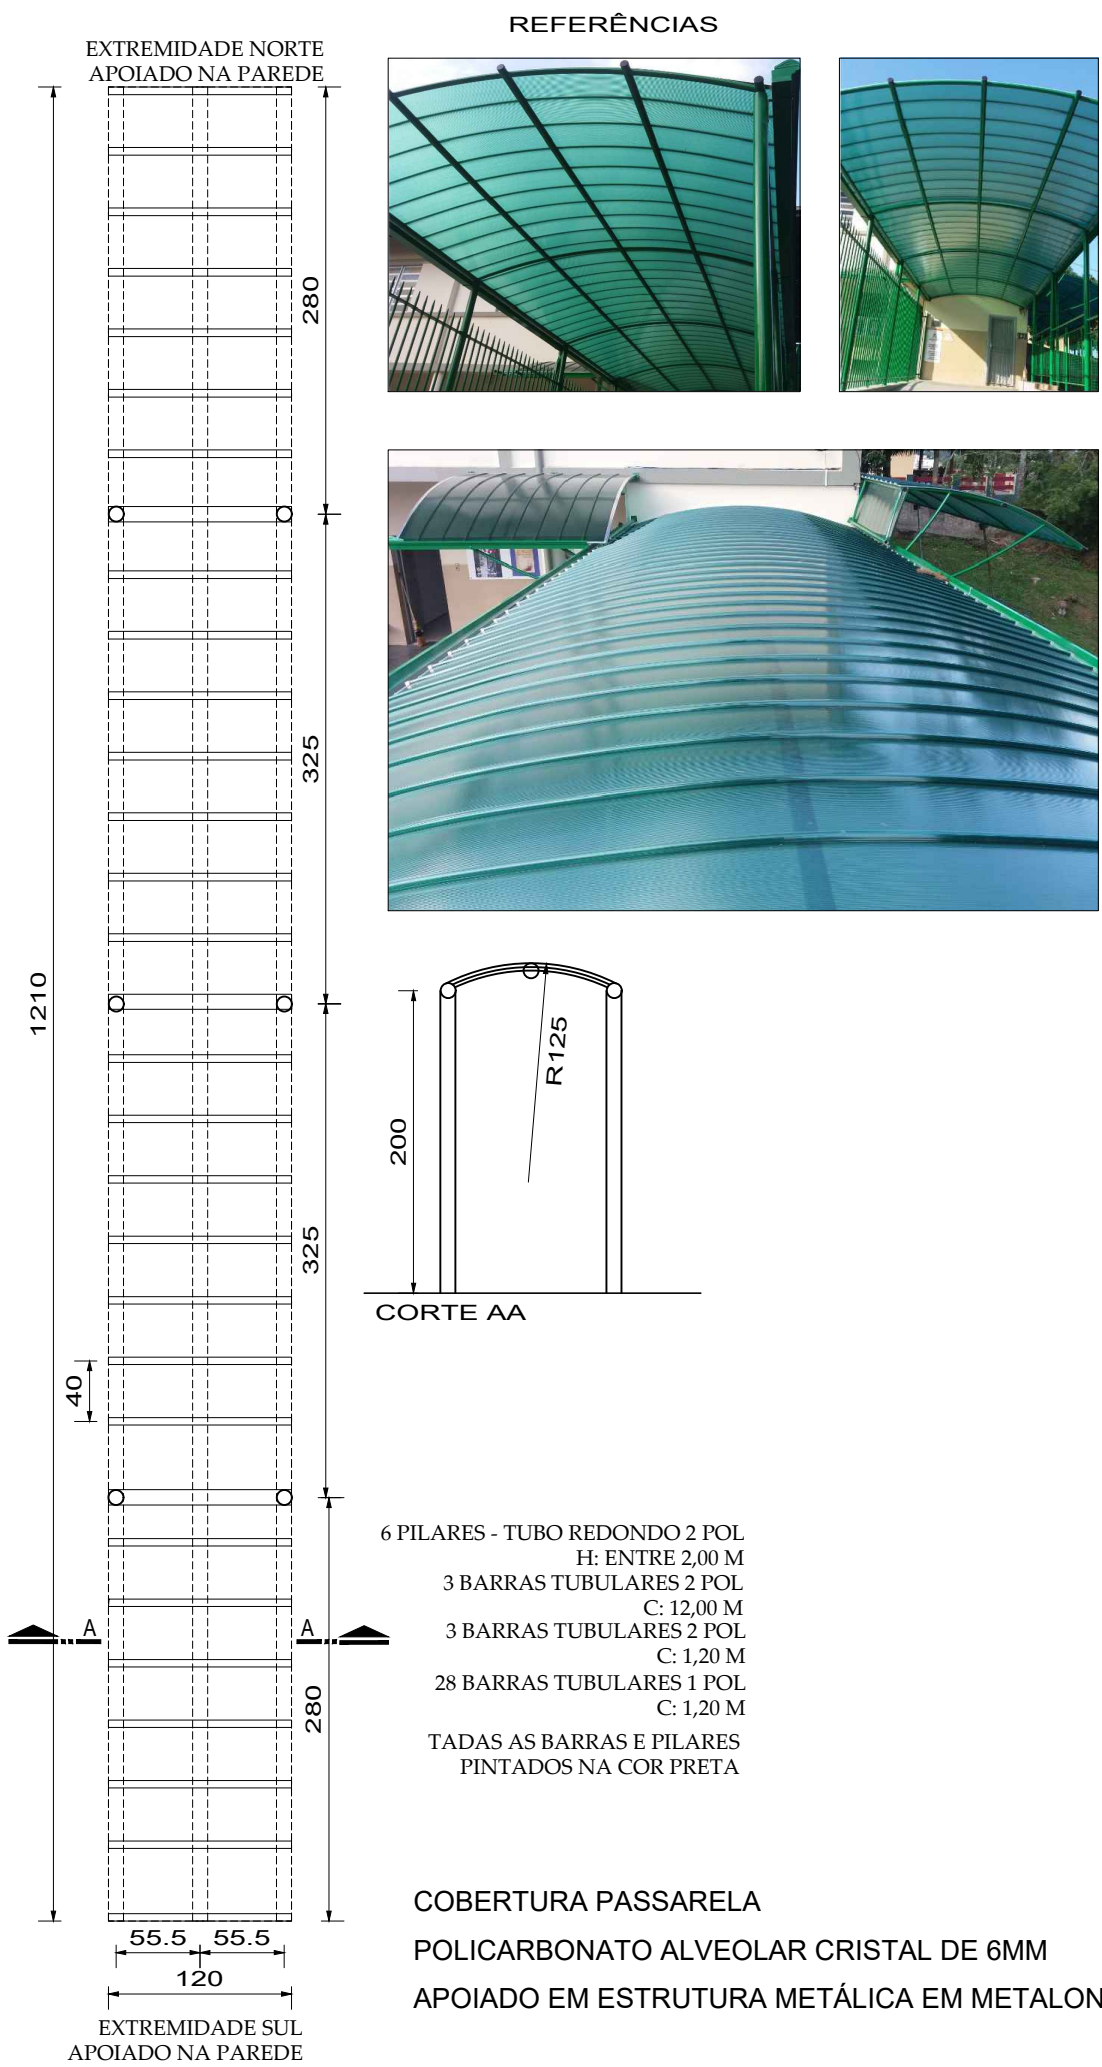 REFERÊNCIAS
EXTREMIDADE NORTE
APOIADO NA PAREDE
280
325
1210
R125
200
CORTE AA
325
40
6 PILARES - TUBO REDONDO 2 POL
H: ENTRE 2,00 M
3 BARRAS TUBULARES 2 POL
C: 12,00 M
3 BARRAS TUBULARES 2 POL
C: 1,20 M
28 BARRAS TUBULARES 1 POL
C: 1,20 M
TADAS AS BARRAS E PILARES
PINTADOS NA COR PRETA
A A
280
COBERTURA PASSARELA
POLICARBONATO ALVEOLAR CRISTAL DE 6MM
APOIADO EM ESTRUTURA METÁLICA EM METALON
55.5 55.5
120
EXTREMIDADE SUL
APOIADO NA PAREDE